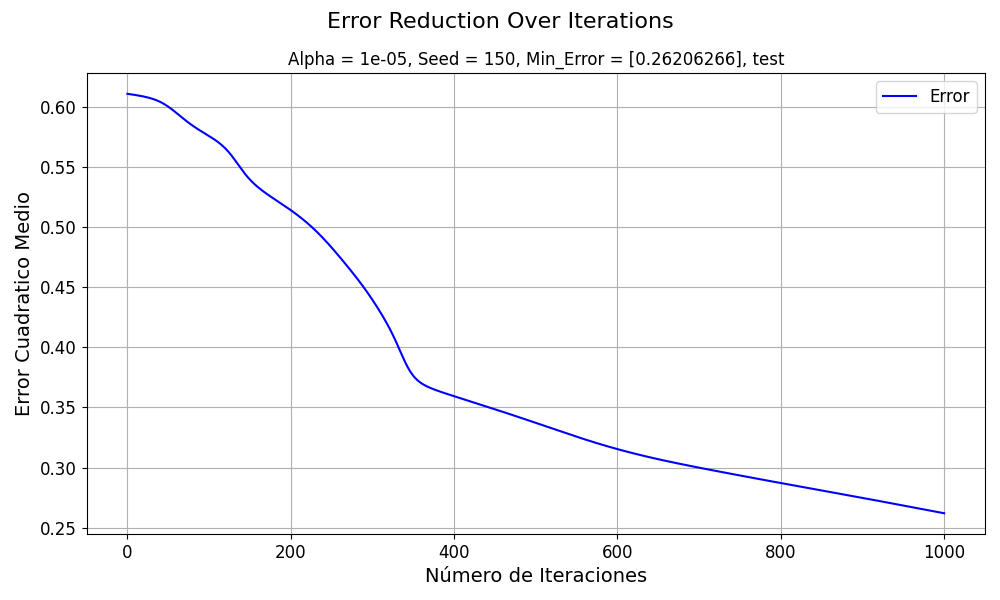 Error Reduction Over Iterations
Alpha = 1e-05, Seed = 150, Min_Error = [0.26206266], test
Error
0.60
0.55
0.50
0.45
0.40
0.35
0.30
0.25
Error Cuadratico Medio
0 200 400 600 800 1000
Número de Iteraciones